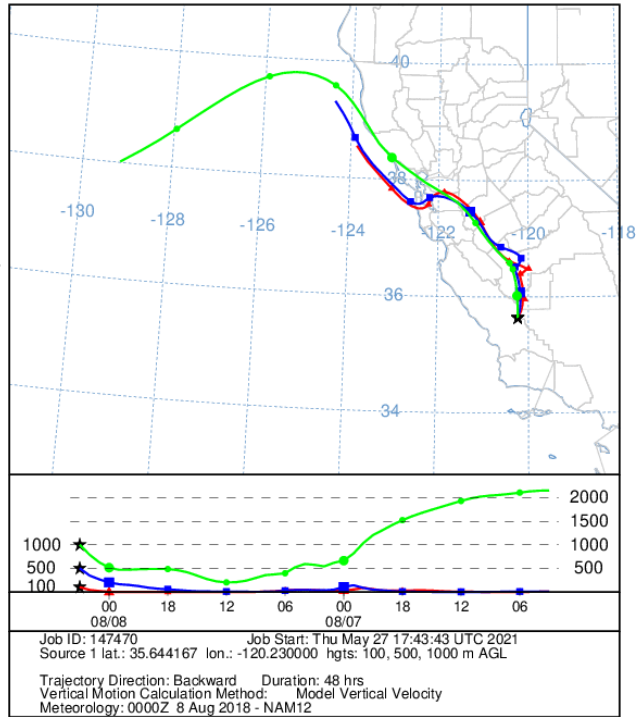 40
38
-130
-128
-126
-124
-122
-120
-118
36
34
2000
1500
1000 1000
500 500
100
00 18 12 06 00 18 12 06
08/08 08/07
Job ID: 147470 Job Start: Thu May 27 17:43:43 UTC 2021
Source 1 lat.: 35.644167 lon.: -120.230000 hgts: 100, 500, 1000 m AGL
Trajectory Direction: Backward Duration: 48 hrs
Vertical Motion Calculation Method: Model Vertical Velocity
Meteorology: 0000Z 8 Aug 2018 - NAM12